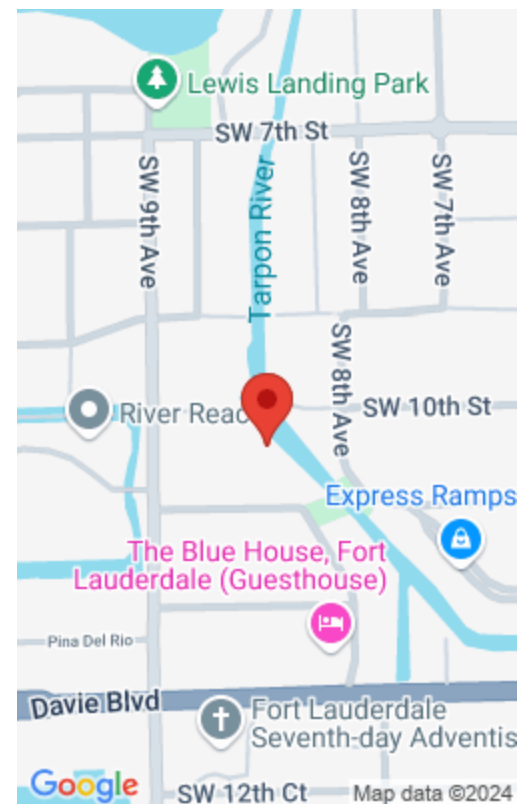 Lewis Landing Park
SW 7th St
SW 9th Ave
Tarpon River
SW 8th Ave
SW 7th Ave
SW 8th Ave
River Reac
SW 10th St
Express Ramps
The Blue House, Fort
Lauderdale (Guesthouse)
Pina Del Rio
Davie Blvd
Fort Lauderdale
Seventh-day Adventis
Google
SW 12th Ct
Map data ©2024